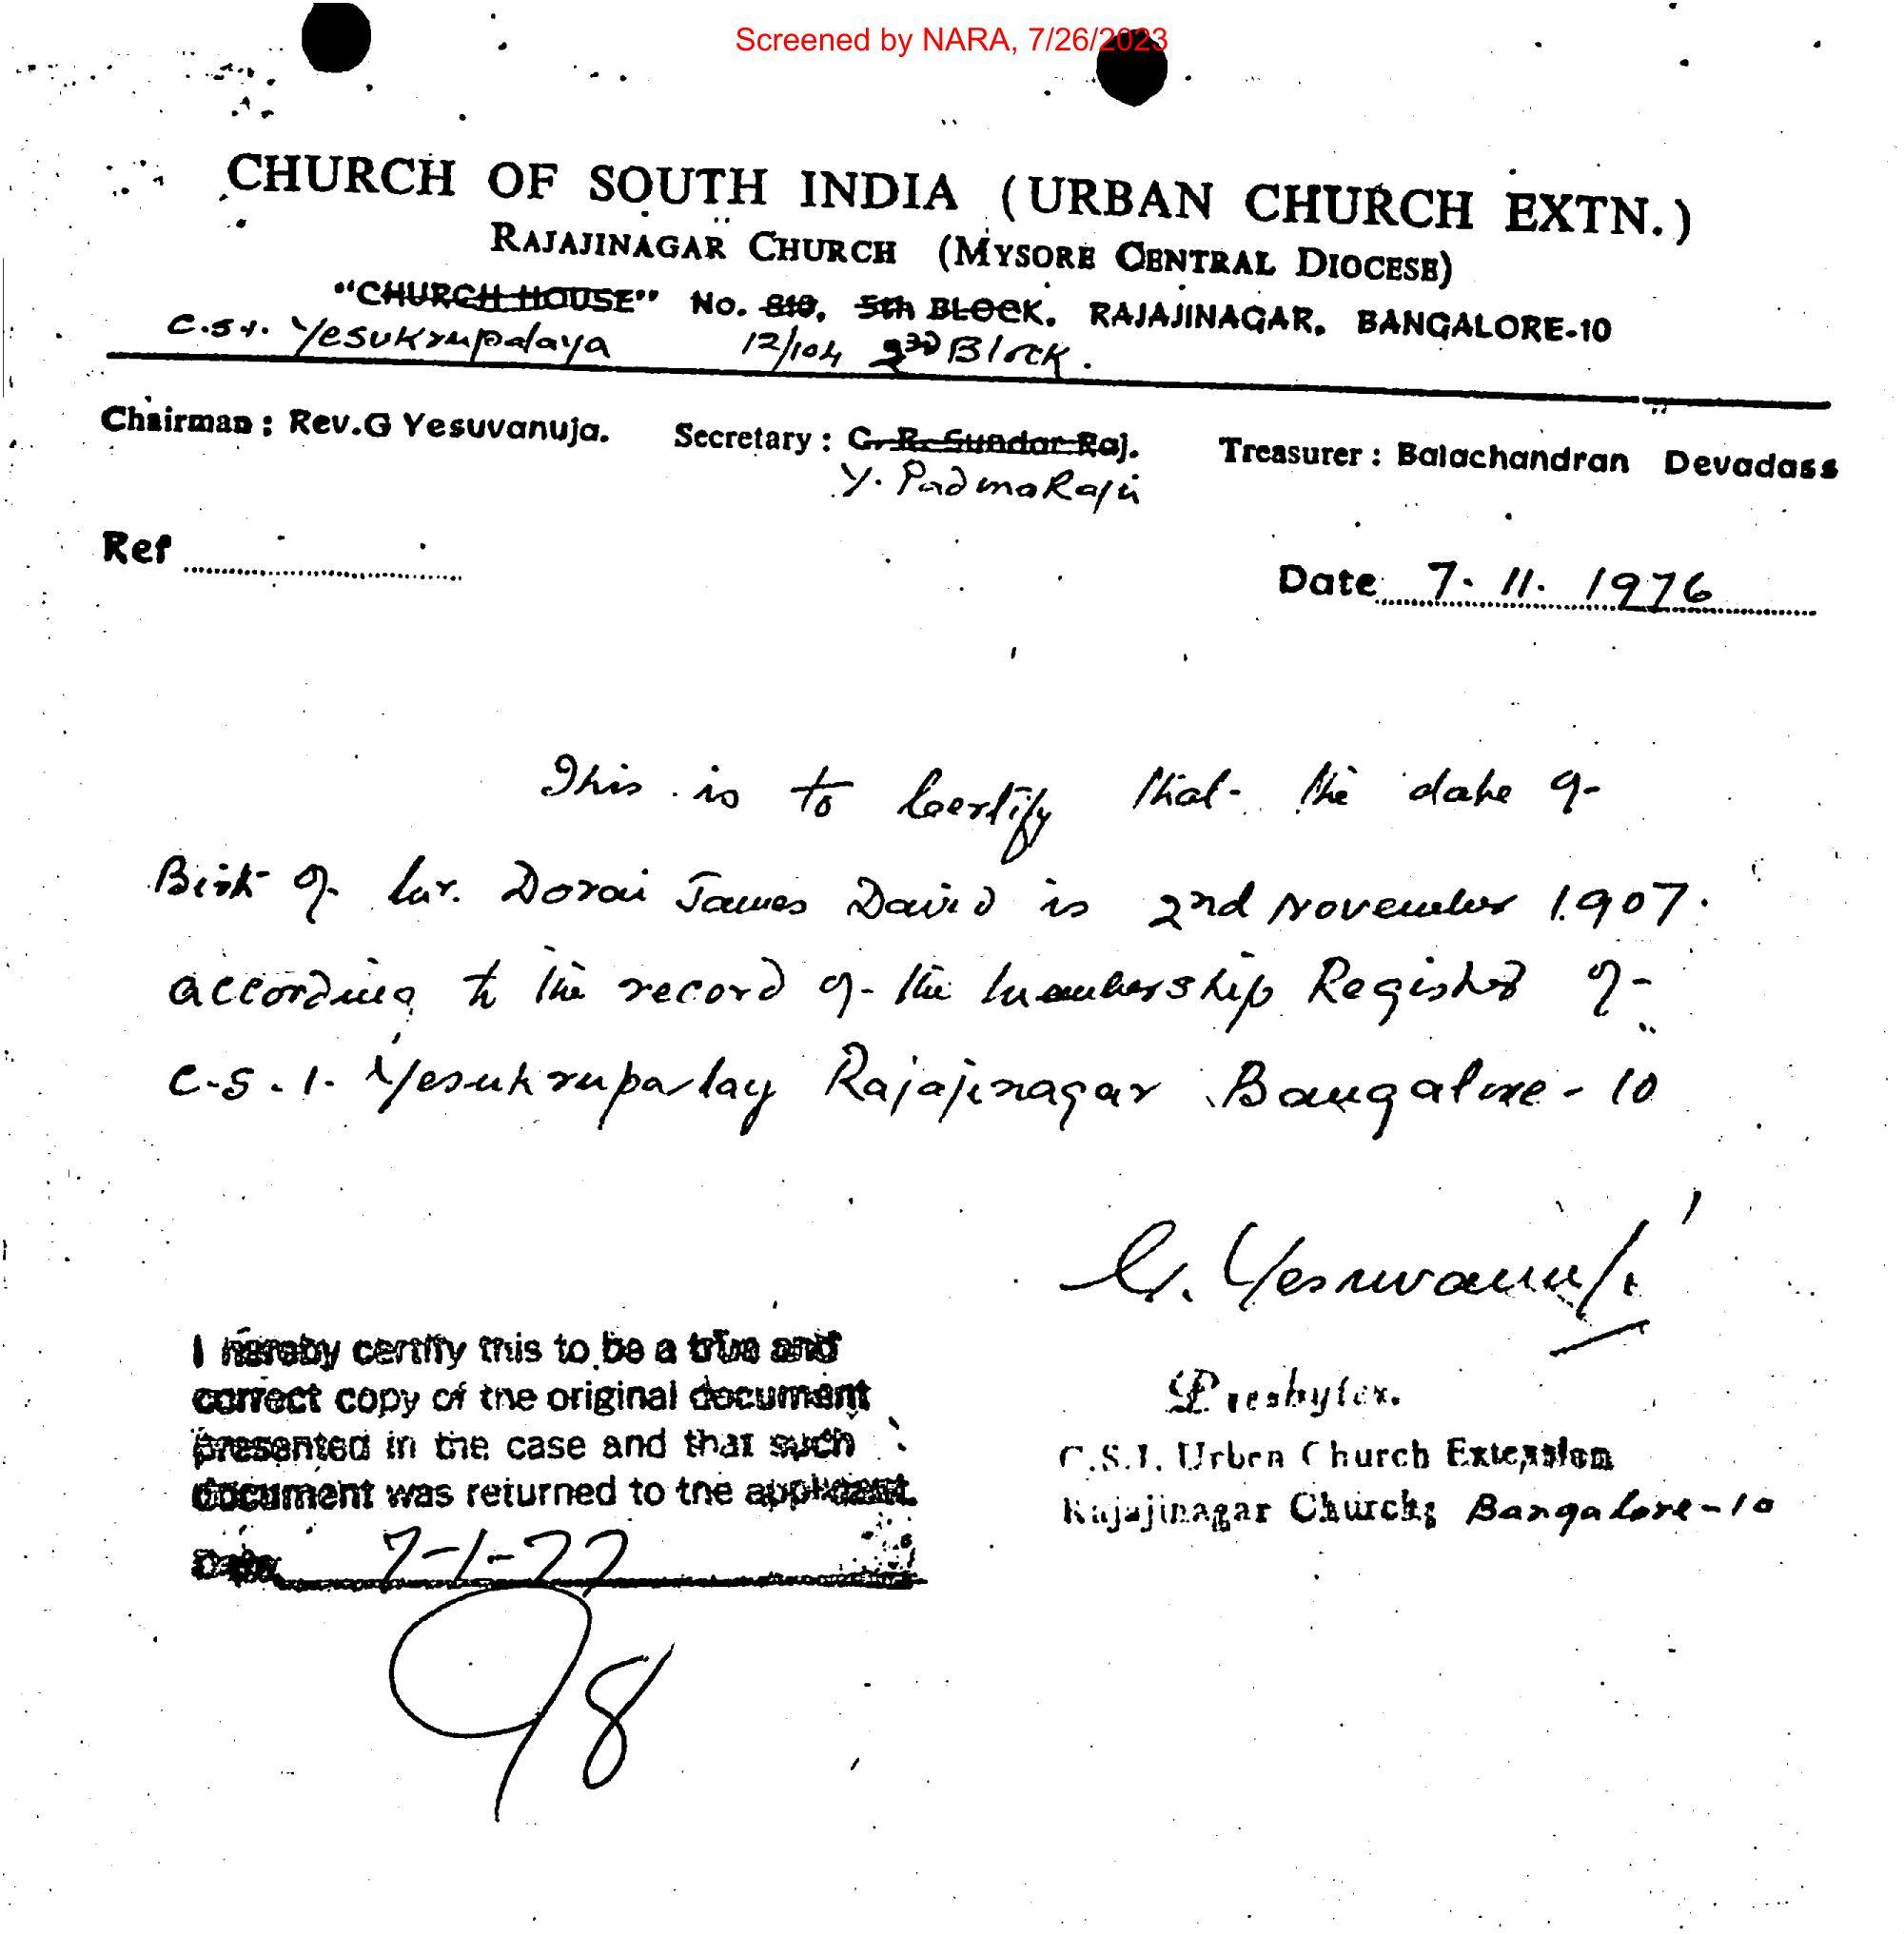 Screened by NARA, 7/26/2023
CHURCH OF SOUTH INDIA (URBAN CHURCH EXTN.)
RAJAJINAGAR CHURCH (MYSORE CENTRAL DIOCESE)
"CHURCH HOUSE" No. 810, 5th BLOCK. RAJAJINAGAR. BANGALORE-10
C.S.I. Yesukrupalaya 12/104 Block.
Chairman : Rev.G Yesuvanuja. Secretary : G. R. Sundar Raj. Treasurer : Balachandran Devadass
Y. PadmaRaju
Ref
Date 7. 11. 1976
This is to Certify that the date of
Birth of Mr. Dorai James David is 2nd November 1907.
according to the record of the Membership Register of
C.S.I. Yesukrupalay Rajajinagar Bangalore-10
G. Yesuvanuja
I hereby certify this to be a true and
correct copy of the original document
presented in the case and that such
document was returned to the applicant.
Date 7-1-77
Presbyter.
C.S.I. Urban Church Extension
Rajajinagar Church; Bangalore-10